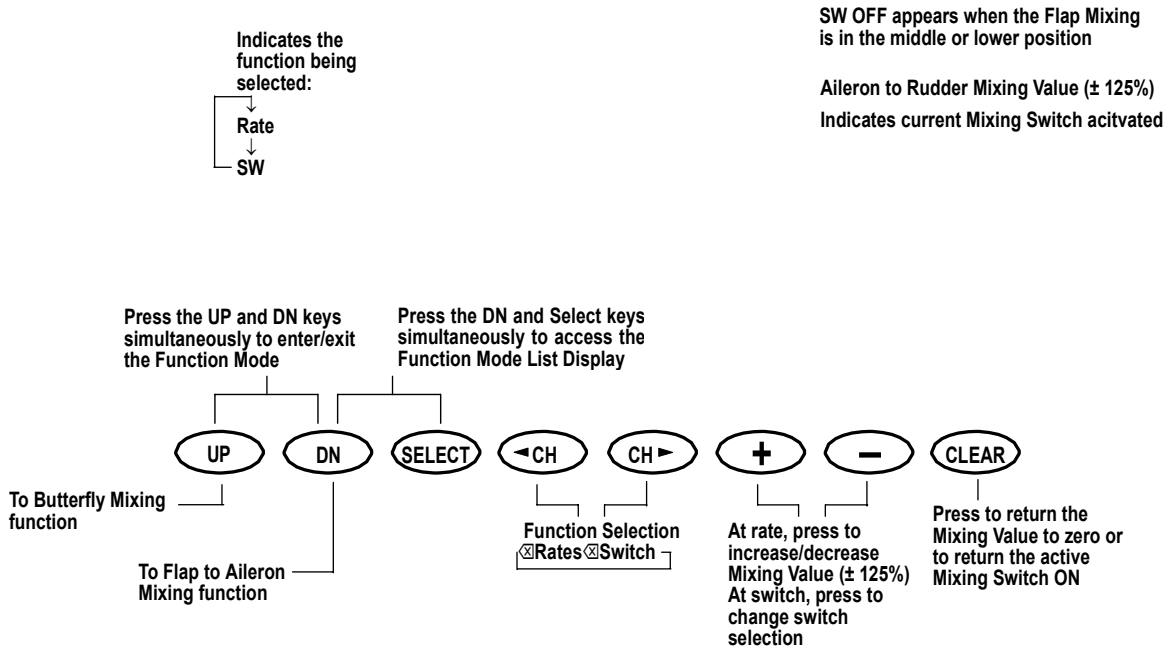 Indicates the
function being
selected:
↓
Rate
↓
SW
SW OFF appears when the Flap Mixing
is in the middle or lower position
Aileron to Rudder Mixing Value (± 125%)
Indicates current Mixing Switch acitvated
Press the UP and DN keys
simultaneously to enter/exit
the Function Mode
Press the DN and Select keys
simultaneously to access the
Function Mode List Display
UP
DN
SELECT
◄CH
CH►
+
–
CLEAR
To Butterfly Mixing
function
To Flap to Aileron
Mixing function
Function Selection
⌫Rates⌫Switch
At rate, press to
increase/decrease
Mixing Value (± 125%)
At switch, press to
change switch
selection
Press to return the
Mixing Value to zero or
to return the active
Mixing Switch ON